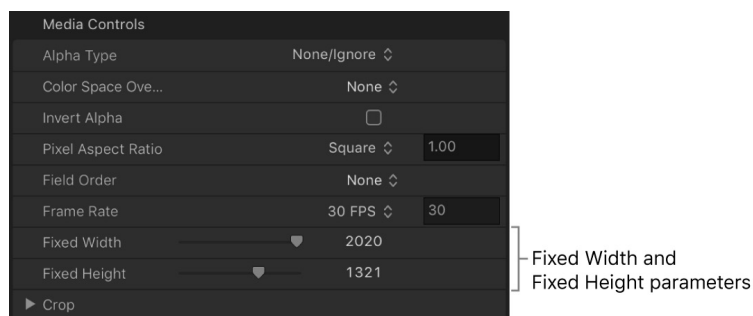 Media Controls
Alpha Type None/Ignore
Color Space Ove... None
Invert Alpha
Pixel Aspect Ratio Square 1.00
Field Order None
Frame Rate 30 FPS 30
Fixed Width 2020
Fixed Height 1321
Crop
Fixed Width and
Fixed Height parameters